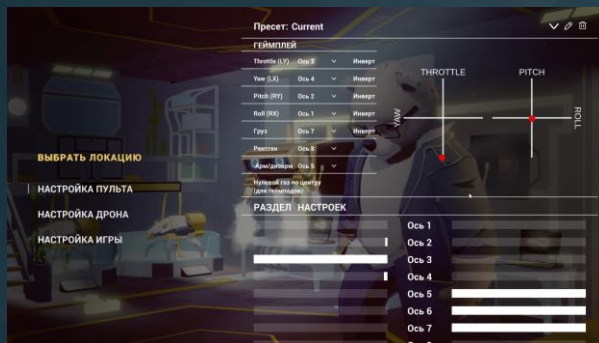 Пресет: Current
ГЕЙМПЛЕЙ
Throttle (LY) Ось 3 Инверт
Yaw (LX) Ось 4 Инверт
Pitch (RY) Ось 2 Инверт
Roll (RX) Ось 1 Инверт
Груз Ось 7 Инверт
Рентген Ось 8
Арм/дизарм Ось 5
Нулевой газ по центру
(для геймпадов)
THROTTLE
YAW
PITCH
ROLL
ВЫБРАТЬ ЛОКАЦИЮ
НАСТРОЙКА ПУЛЬТА
НАСТРОЙКА ДРОНА
НАСТРОЙКА ИГРЫ
РАЗДЕЛ НАСТРОЕК
Ось 1
Ось 2
Ось 3
Ось 4
Ось 5
Ось 6
Ось 7